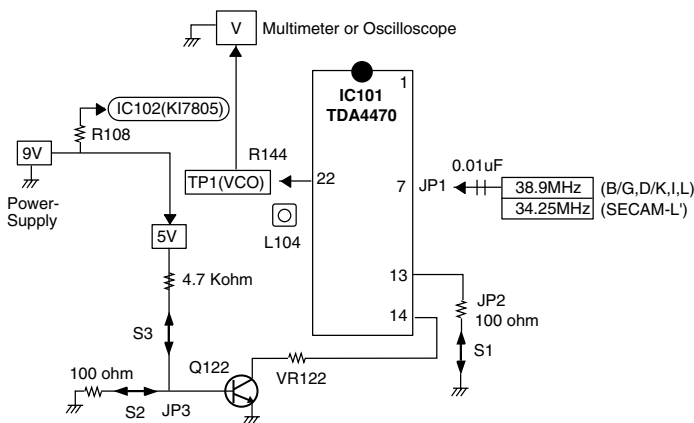 V
Multimeter or Oscilloscope
IC101
TDA4470
1
IC102(KI7805)
R108
9V
Power-
Supply
R144
TP1(VCO)
22
L104
7
JP1
0.01uF
38.9MHz
(B/G,D/K,I,L)
34.25MHz
(SECAM-L')
5V
4.7 Kohm
13
JP2
100 ohm
14
S1
S3
100 ohm
Q122
VR122
S2
JP3